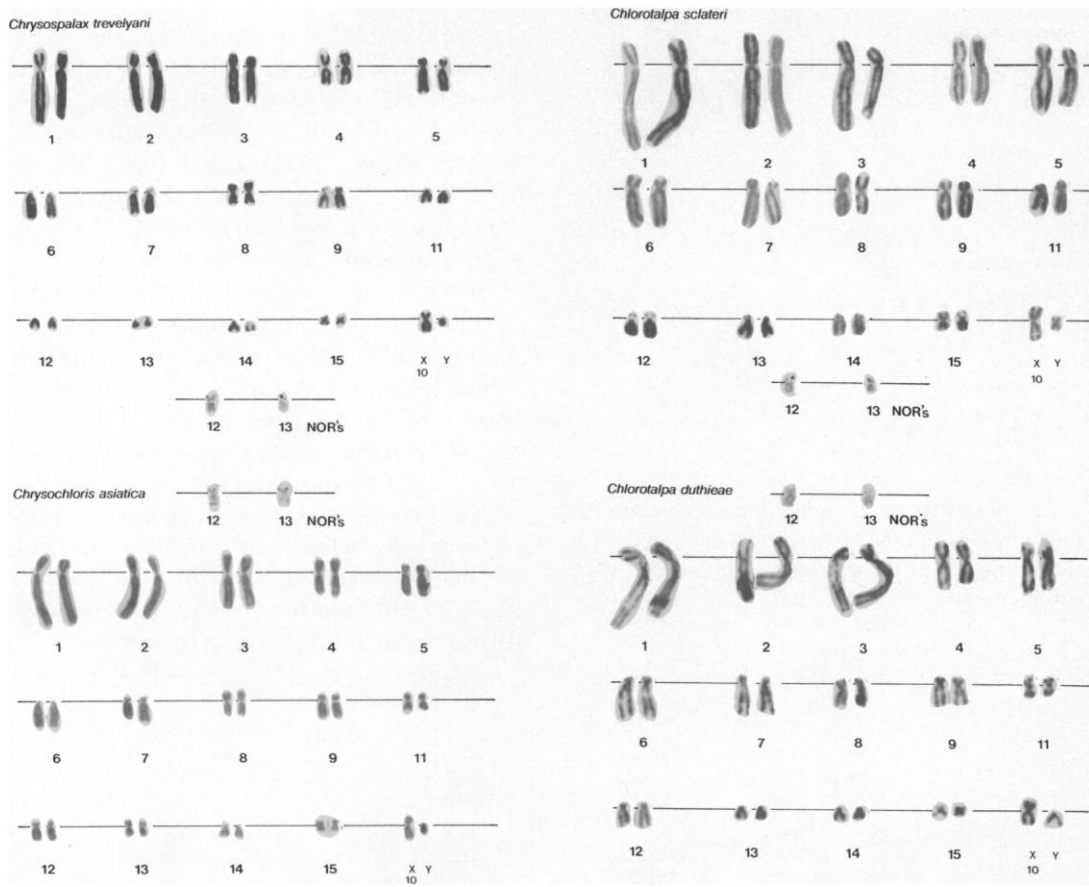 Chrysospalax trevelyani
1 2 3 4 5
6 7 8 9 11
12 13 14 15 X Y
10
12 13 NOR's
Chlorotalpa sclateri
1 2 3 4 5
6 7 8 9 11
12 13 14 15 X Y
10
12 13 NOR's
Chrysochloris asiatica
12 13 NOR's
1 2 3 4 5
6 7 8 9 11
12 13 14 15 X Y
10
Chlorotalpa duthieae
12 13 NOR's
1 2 3 4 5
6 7 8 9 11
12 13 14 15 X Y
10